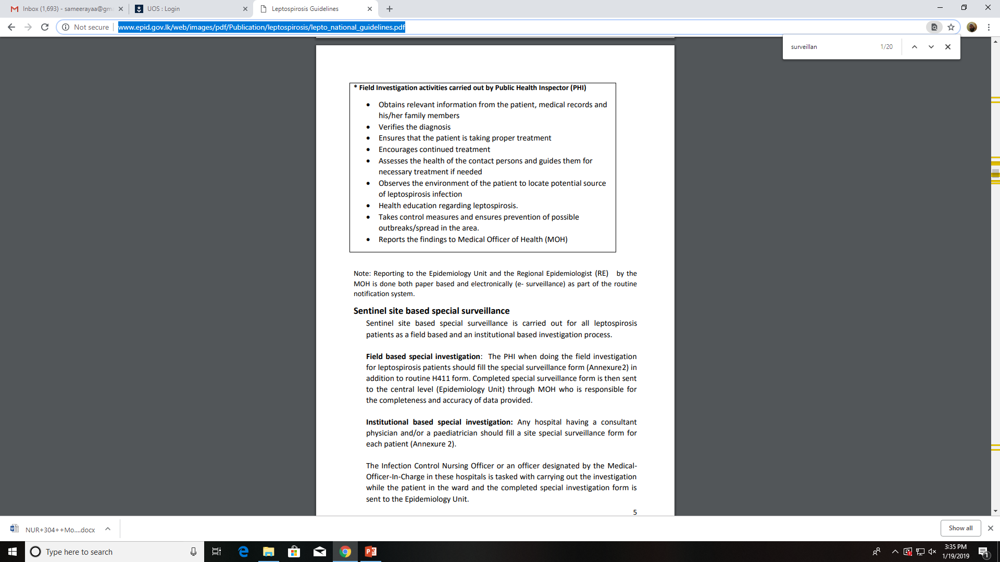 Inbox (1,693) - sameerayaa@gm
UOS : Login
Leptospirosis Guidelines
Not secure
www.epid.gov.lk/web/images/pdf/Publication/leptospirosis/lepto_national_guidelines.pdf
surveillan 1/20
* Field Investigation activities carried out by Public Health Inspector (PHI)
• Obtains relevant information from the patient, medical records and
his/her family members
• Verifies the diagnosis
• Ensures that the patient is taking proper treatment
• Encourages continued treatment
• Assesses the health of the contact persons and guides them for
necessary treatment if needed
• Observes the environment of the patient to locate potential source
of leptospirosis infection
• Health education regarding leptospirosis.
• Takes control measures and ensures prevention of possible
outbreaks/spread in the area.
• Reports the findings to Medical Officer of Health (MOH)
Note: Reporting to the Epidemiology Unit and the Regional Epidemiologist (RE) by the
MOH is done both paper based and electronically (e- surveillance) as part of the routine
notification system.
Sentinel site based special surveillance
Sentinel site based special surveillance is carried out for all leptospirosis
patients as a field based and an institutional based investigation process.
Field based special investigation: The PHI when doing the field investigation
for leptospirosis patients should fill the special surveillance form (Annexure2) in
addition to routine H411 form. Completed special surveillance form is then sent
to the central level (Epidemiology Unit) through MOH who is responsible for
the completeness and accuracy of data provided.
Institutional based special investigation: Any hospital having a consultant
physician and/or a paediatrician should fill a site special surveillance form for
each patient (Annexure 2).
The Infection Control Nursing Officer or an officer designated by the Medical-
Officer-In-Charge in these hospitals is tasked with carrying out the investigation
while the patient in the ward and the completed special investigation form is
sent to the Epidemiology Unit.
5
NUR+304++Mo....docx
Show all
Type here to search
3:35 PM
1/19/2019
1